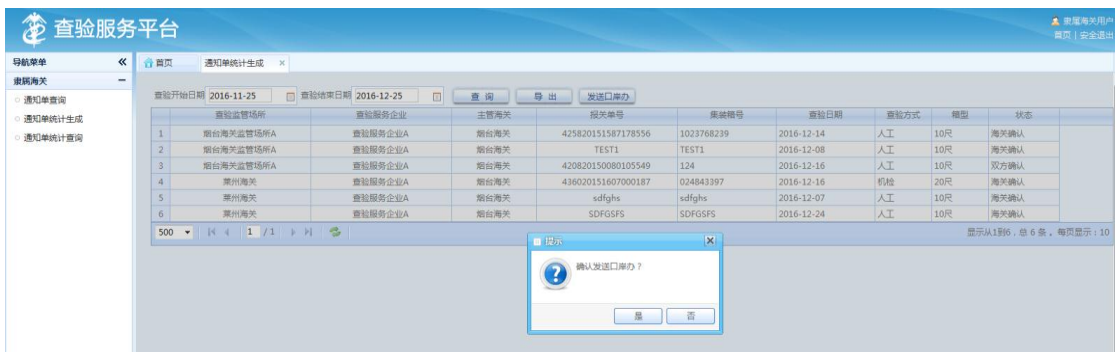 查验服务平台
隶属海关用户
首页 | 安全退出
导航菜单
首页 通知单统计生成
隶属海关
通知单查询
通知单统计生成
通知单统计查询
查验开始日期 2016-11-25 查验结束日期 2016-12-25 查 询 导 出 发送口岸办
查验监管场所 查验服务企业 主管海关 报关单号 集装箱号 查验日期 查验方式 箱型 状态
1 烟台海关监管场所A 查验服务企业A 烟台海关 425820151587178556 1023768239 2016-12-14 人工 10尺 海关确认
2 烟台海关监管场所A 查验服务企业A 烟台海关 TEST1 TEST1 2016-12-08 人工 10尺 海关确认
3 烟台海关监管场所A 查验服务企业A 烟台海关 420820150080105549 124 2016-12-16 人工 10尺 双方确认
4 莱州海关 查验服务企业A 烟台海关 436020151607000187 024843397 2016-12-16 机检 20尺 海关确认
5 莱州海关 查验服务企业A 烟台海关 sdfghs sdfghs 2016-12-07 人工 10尺 海关确认
6 莱州海关 查验服务企业A 烟台海关 SDFGSFS SDFGSFS 2016-12-24 人工 10尺 海关确认
500 1 / 1 显示从1到6，总 6 条 。每页显示：10
提示
确认发送口岸办？
是 否